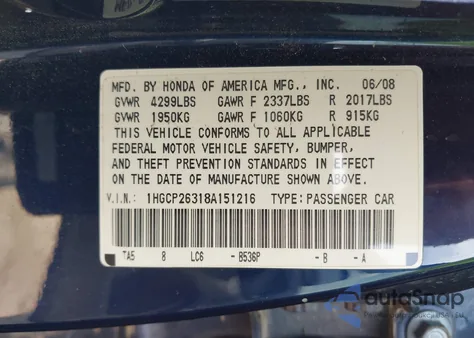 MFD. BY HONDA OF AMERICA MFG., INC. 06/08
GVWR 4299LBS GAWR F 2337LBS R 2017LBS
GVWR 1950KG GAWR F 1060KG R 915KG
THIS VEHICLE CONFORMS TO ALL APPLICABLE
FEDERAL MOTOR VEHICLE SAFETY, BUMPER,
AND THEFT PREVENTION STANDARDS IN EFFECT
ON THE DATE OF MANUFACTURE SHOWN ABOVE.
V.I.N.: 1HGCP26318A151216 TYPE: PASSENGER CAR
TA5 8 LC6 - B536P - B - A
autoSnap